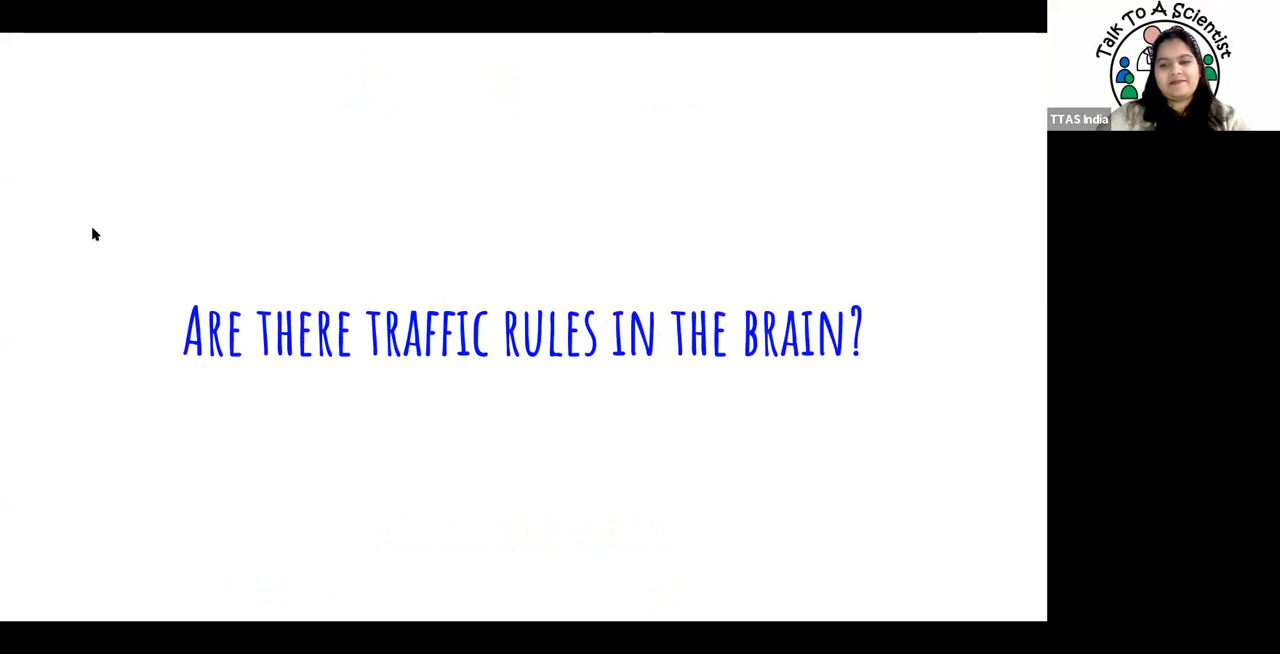 Talk To A Scientist
TTAS India
Are there traffic rules in the brain?